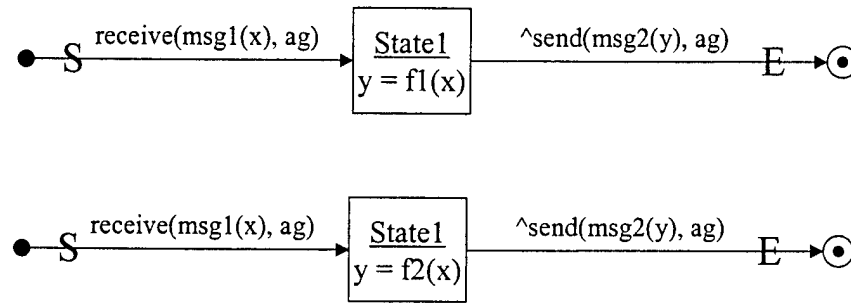 receive(msg1(x), ag)
State1
^send(msg2(y), ag)
S
y = f1(x)
E
receive(msg1(x), ag)
State1
^send(msg2(y), ag)
S
y = f2(x)
E